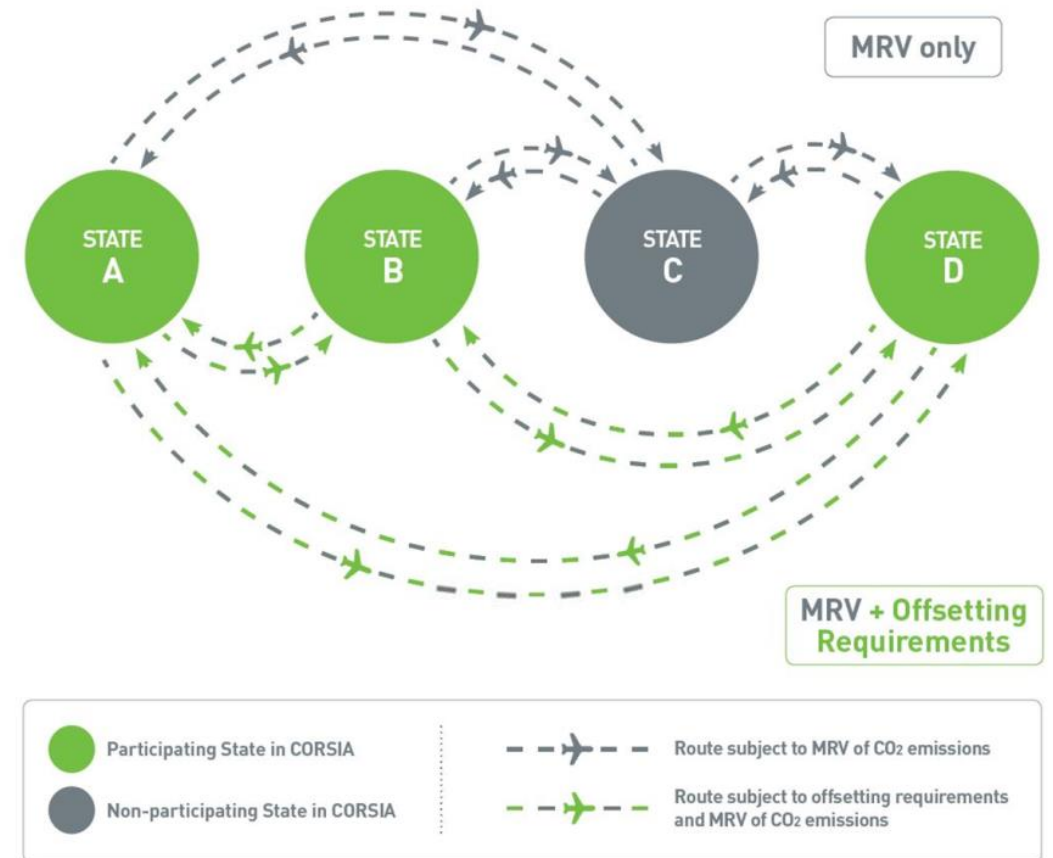 MRV only
STATE
A
STATE
B
STATE
C
STATE
D
MRV + Offsetting
Requirements
Participating State in CORSIA
Non-participating State in CORSIA
Route subject to MRV of CO₂ emissions
Route subject to offsetting requirements
and MRV of CO₂ emissions